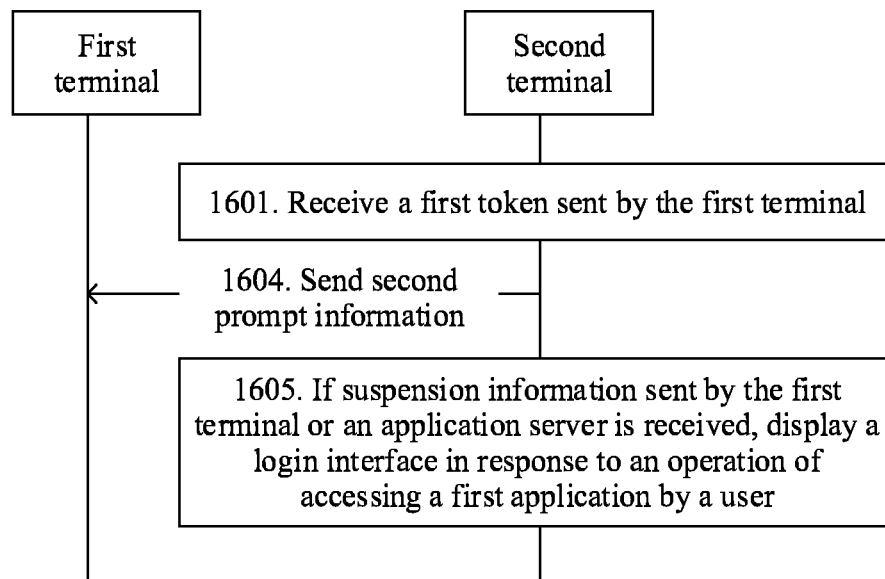 First
terminal
Second
terminal
1601. Receive a first token sent by the first terminal
1604. Send second
prompt information
1605. If suspension information sent by the first
terminal or an application server is received, display a
login interface in response to an operation of
accessing a first application by a user